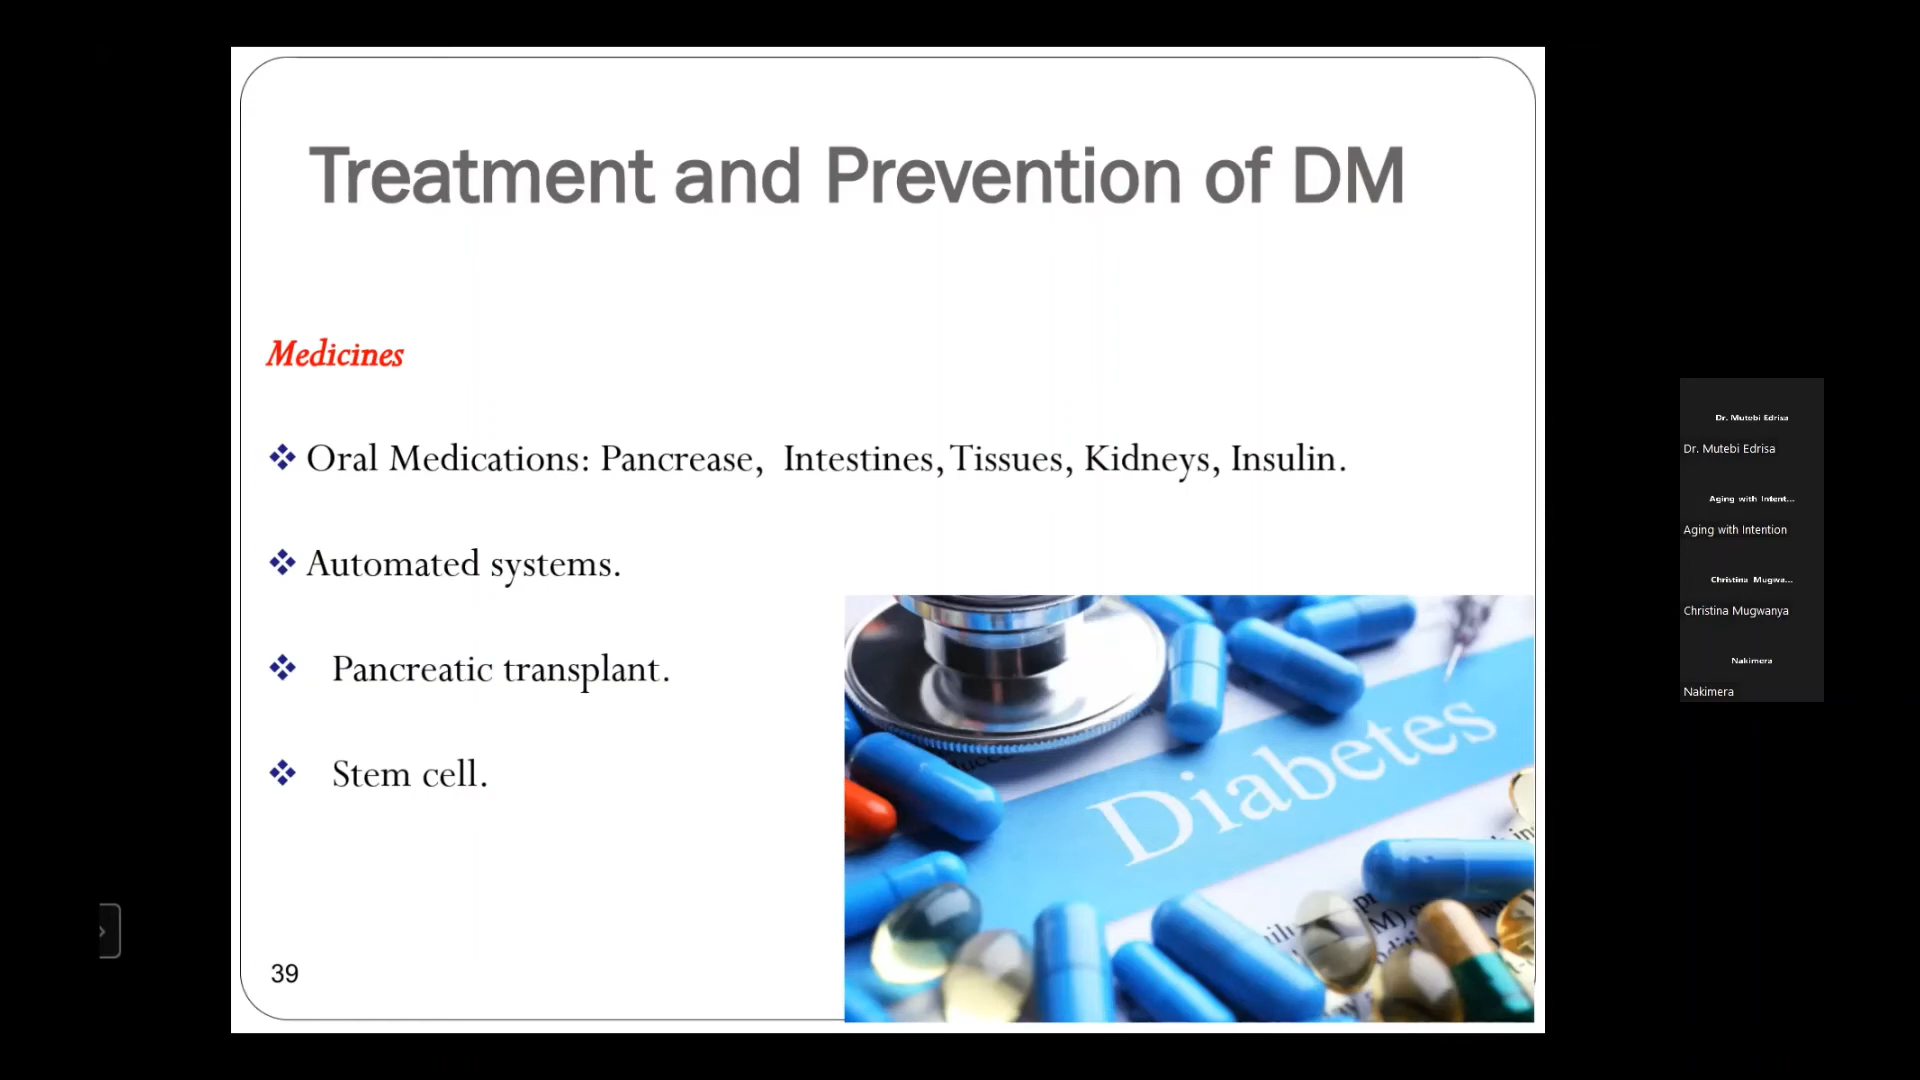 Treatment and Prevention of DM
Medicines
❖ Oral Medications: Pancrease, Intestines, Tissues, Kidneys, Insulin.
❖ Automated systems.
❖ Pancreatic transplant.
❖ Stem cell.
Diabetes
39
Dr. Mutebi Edrisa
Dr. Mutebi Edrisa
Aging with Intent...
Aging with Intention
Christina Mugwa...
Christina Mugwanya
Nakimera
Nakimera